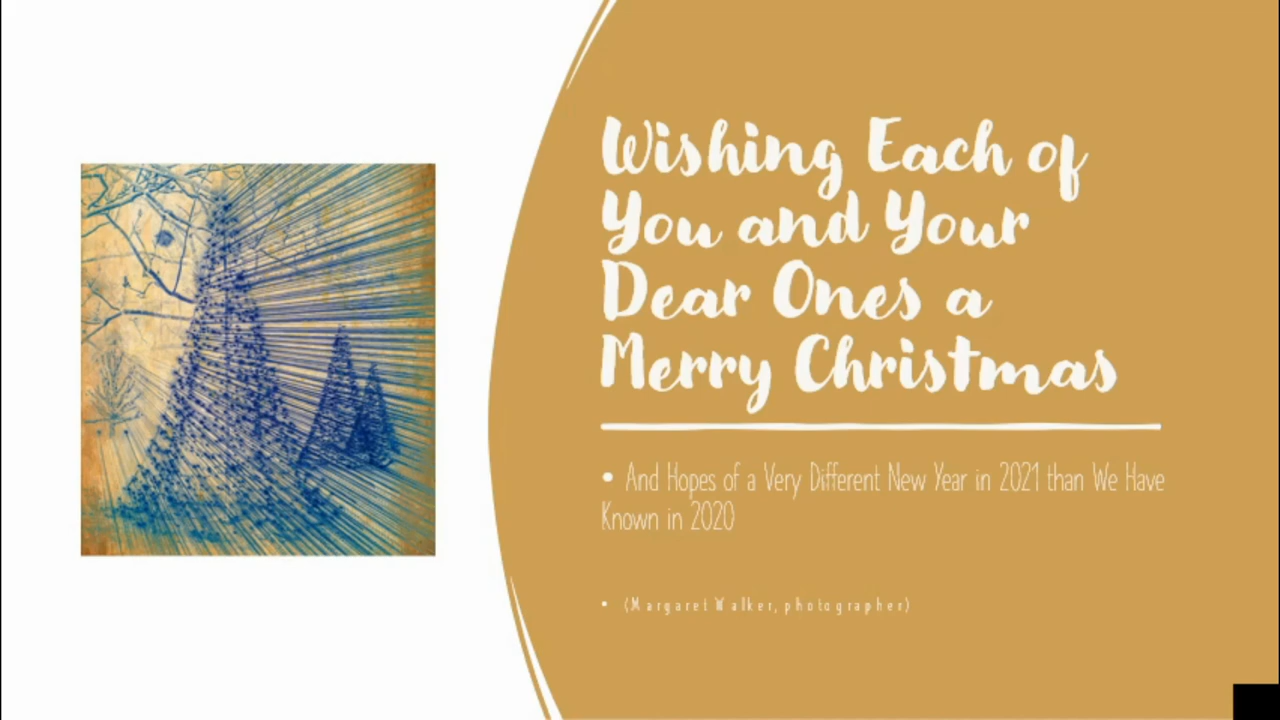 Wishing Each of
You and Your
Dear Ones a
Merry Christmas
• And Hopes of a Very Different New Year in 2021 than We Have
Known in 2020
• (Margaret Walker, photographer)